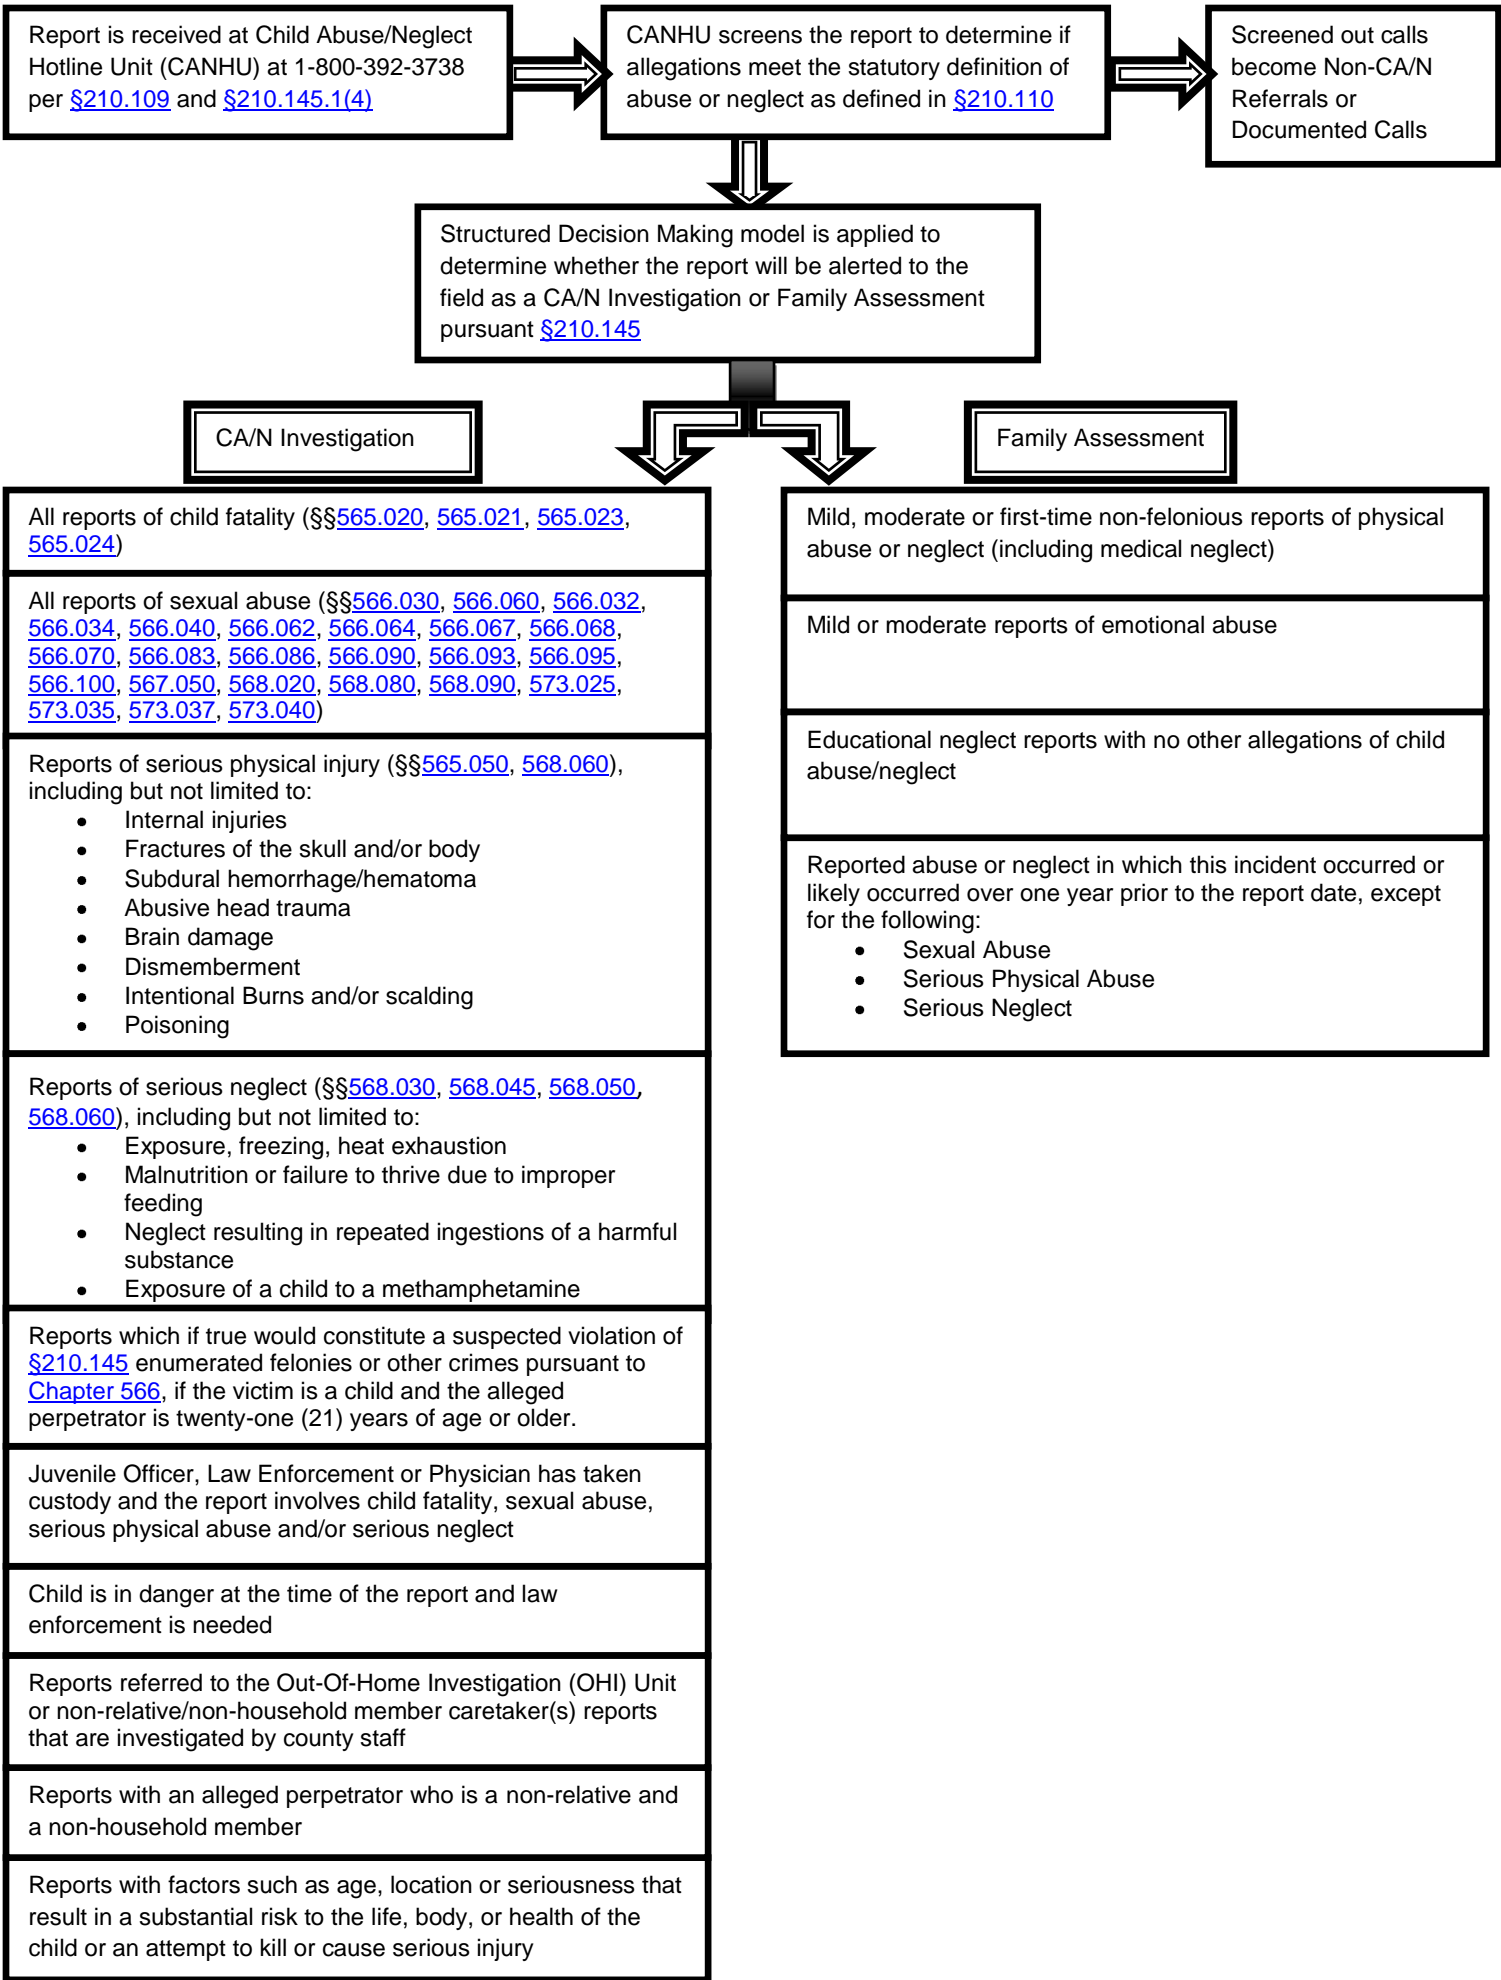 Report is received at Child Abuse/Neglect
Hotline Unit (CANHU) at 1-800-392-3738
per §210.109 and §210.145.1(4)
CANHU screens the report to determine if
allegations meet the statutory definition of
abuse or neglect as defined in §210.110
Screened out calls
become Non-CA/N
Referrals or
Documented Calls
Structured Decision Making model is applied to
determine whether the report will be alerted to the
field as a CA/N Investigation or Family Assessment
pursuant §210.145
CA/N Investigation
All reports of child fatality (§§565.020, 565.021, 565.023,
565.024)
All reports of sexual abuse (§§566.030, 566.060, 566.032,
566.034, 566.040, 566.062, 566.064, 566.067, 566.068,
566.070, 566.083, 566.086, 566.090, 566.093, 566.095,
566.100, 567.050, 568.020, 568.080, 568.090, 573.025,
573.035, 573.037, 573.040)
Reports of serious physical injury (§§565.050, 568.060),
including but not limited to:
• Internal injuries
• Fractures of the skull and/or body
• Subdural hemorrhage/hematoma
• Abusive head trauma
• Brain damage
• Dismemberment
• Intentional Burns and/or scalding
• Poisoning
Reports of serious neglect (§§568.030, 568.045, 568.050,
568.060), including but not limited to:
• Exposure, freezing, heat exhaustion
• Malnutrition or failure to thrive due to improper
feeding
• Neglect resulting in repeated ingestions of a harmful
substance
• Exposure of a child to a methamphetamine
Reports which if true would constitute a suspected violation of
§210.145 enumerated felonies or other crimes pursuant to
Chapter 566, if the victim is a child and the alleged
perpetrator is twenty-one (21) years of age or older.
Juvenile Officer, Law Enforcement or Physician has taken
custody and the report involves child fatality, sexual abuse,
serious physical abuse and/or serious neglect
Child is in danger at the time of the report and law
enforcement is needed
Reports referred to the Out-Of-Home Investigation (OHI) Unit
or non-relative/non-household member caretaker(s) reports
that are investigated by county staff
Reports with an alleged perpetrator who is a non-relative and
a non-household member
Reports with factors such as age, location or seriousness that
result in a substantial risk to the life, body, or health of the
child or an attempt to kill or cause serious injury
Family Assessment
Mild, moderate or first-time non-felonious reports of physical
abuse or neglect (including medical neglect)
Mild or moderate reports of emotional abuse
Educational neglect reports with no other allegations of child
abuse/neglect
Reported abuse or neglect in which this incident occurred or
likely occurred over one year prior to the report date, except
for the following:
• Sexual Abuse
• Serious Physical Abuse
• Serious Neglect